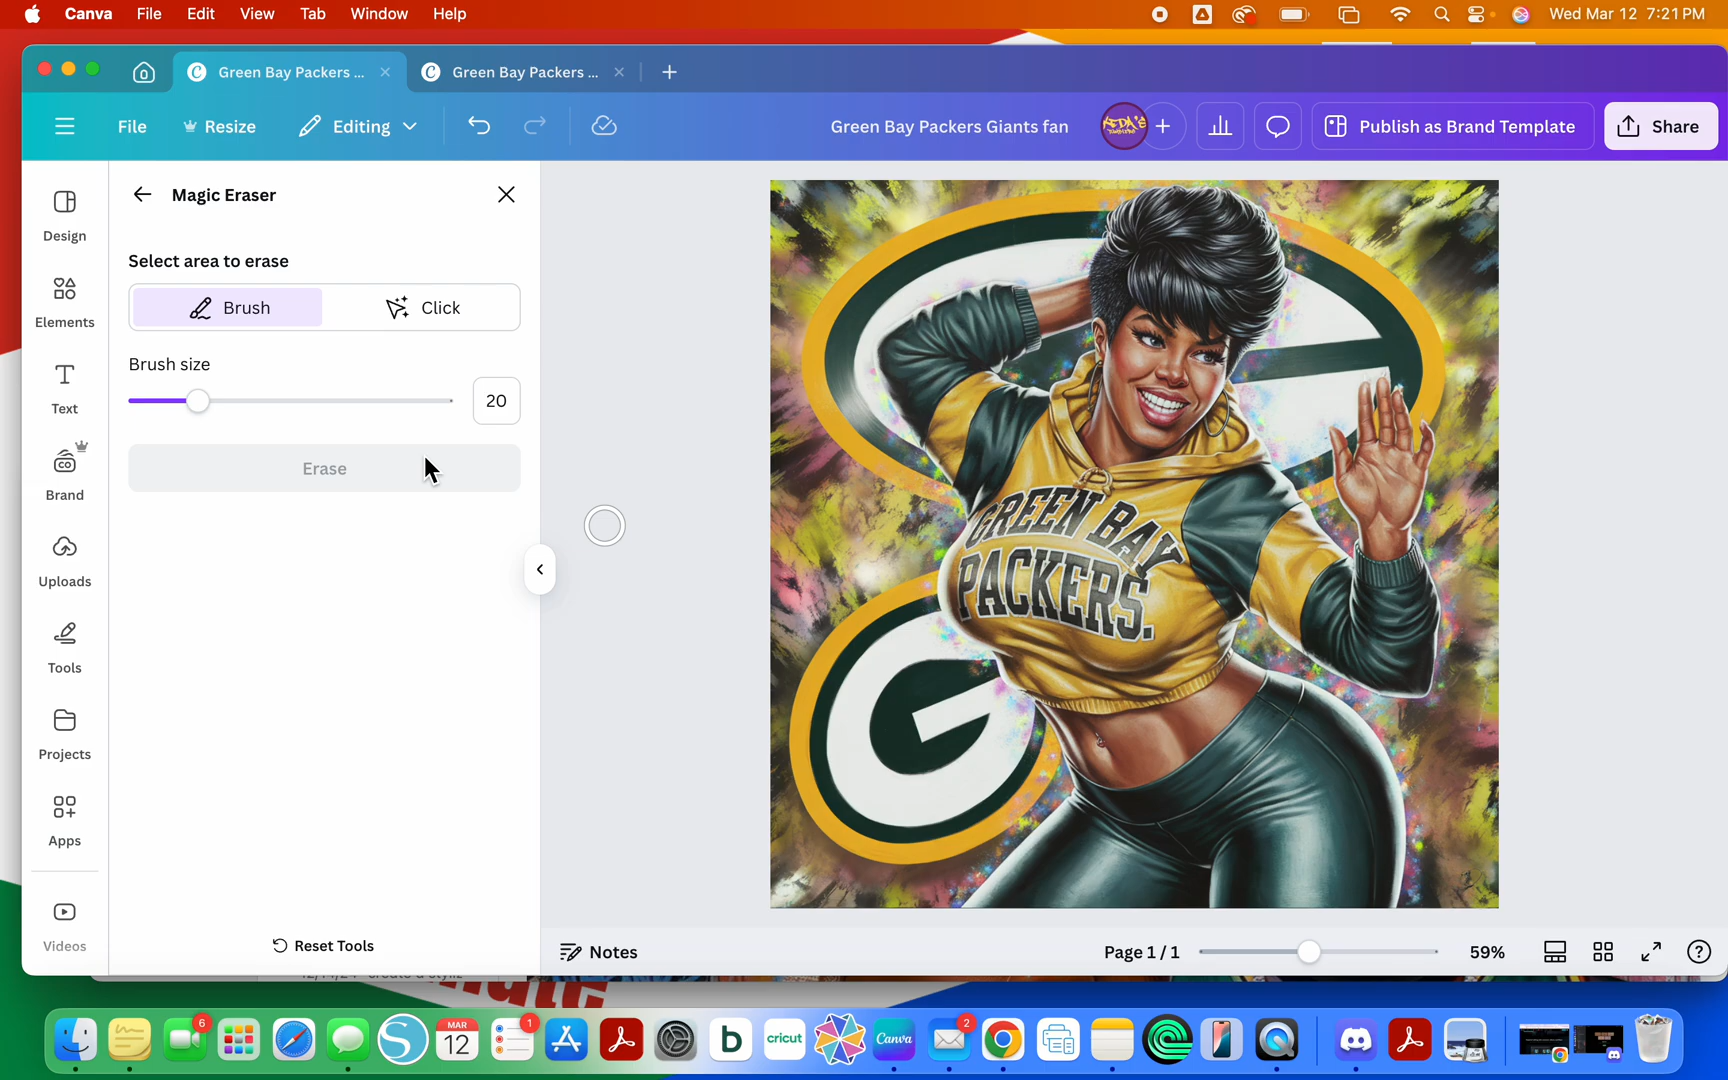 Canva File Edit View Tab Window Help Wed Mar 12 7:21 PM
Green Bay Packers ... Green Bay Packers ...
File Resize Editing Green Bay Packers Giants fan Publish as Brand Template Share
Design
Elements
Text
Brand
Uploads
Tools
Projects
Apps
Videos
Magic Eraser
Select area to erase
Brush Click
Brush size
20
Erase
Reset Tools
G
GREEN BAY
PACKERS.
G
Notes Page 1 / 1 59%
6 MAR 12 1 b cricut Canva 2